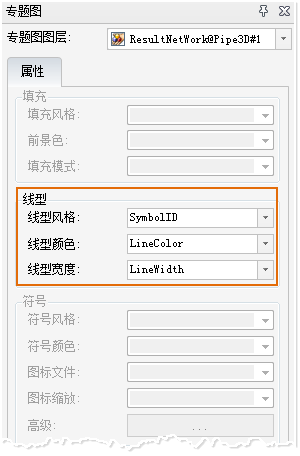 专题图
专题图图层: ResultNetWork@Pipe3D#1
属性
填充
填充风格:
前景色:
填充模式:
线型
线型风格: SymbolID
线型颜色: LineColor
线型宽度: LineWidth
符号
符号风格:
符号颜色:
图标文件:
图标缩放:
高级: ...